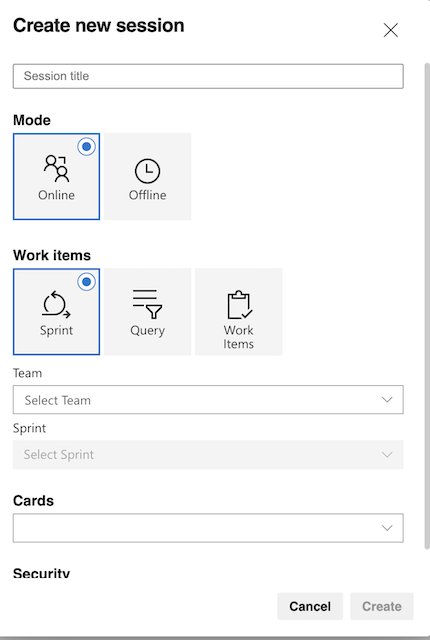 Create new session
Session title
Mode
Online
Offline
Work items
Sprint
Query
Work
Items
Team
Select Team
Sprint
Select Sprint
Cards
Security
Cancel
Create